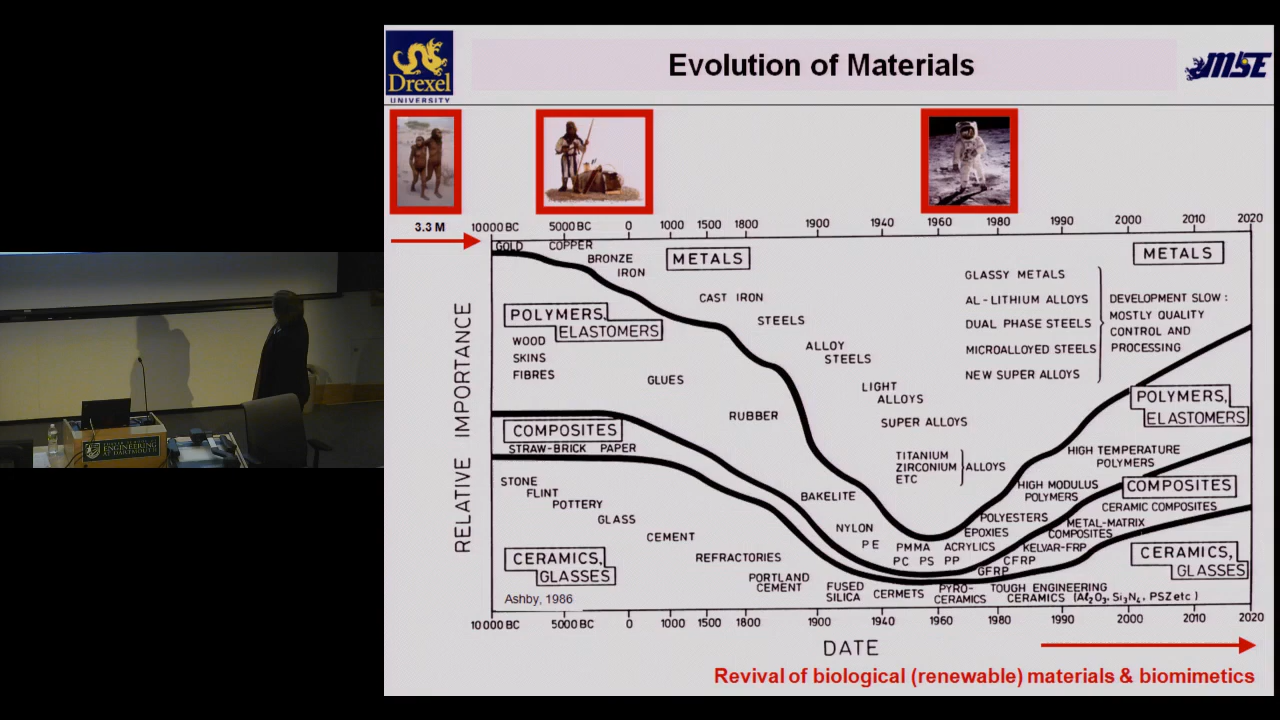 Drexel
UNIVERSITY
Evolution of Materials
MSE
3.3 M
10000 BC 5000 BC 0 1000 1500 1800 1900 1940 1960 1980 1990 2000 2010 2020
GOLD COPPER
BRONZE
IRON
METALS
CAST IRON
STEELS
ALLOY
STEELS
LIGHT
ALLOYS
SUPER ALLOYS
TITANIUM
ZIRCONIUM
ETC
ALLOYS
GLASSY METALS
AL-LITHIUM ALLOYS
DUAL PHASE STEELS
MICROALLOYED STEELS
NEW SUPER ALLOYS
METALS
DEVELOPMENT SLOW:
MOSTLY QUALITY
CONTROL AND
PROCESSING
RELATIVE IMPORTANCE
POLYMERS,
ELASTOMERS
WOOD
SKINS
FIBRES
GLUES
RUBBER
BAKELITE
NYLON
PE
PMMA ACRYLICS
PC PS PP
POLYESTERS
EPOXIES
HIGH MODULUS
POLYMERS
HIGH TEMPERATURE
POLYMERS
POLYMERS,
ELASTOMERS
COMPOSITES
STRAW-BRICK PAPER
GFRP
CFRP
KELVAR-FRP
METAL-MATRIX
COMPOSITES
CERAMIC COMPOSITES
COMPOSITES
STONE
FLINT
POTTERY
GLASS
CEMENT
REFRACTORIES
PORTLAND
CEMENT
FUSED
SILICA
CERMETS
PYRO-
CERAMICS
TOUGH ENGINEERING
CERAMICS (Al2O3, Si3N4, PSZ etc)
CERAMICS,
GLASSES
CERAMICS,
GLASSES
Ashby, 1986
10000 BC 5000 BC 0 1000 1500 1800 1900 1940 1960 1980 1990 2000 2010 2020
DATE
Revival of biological (renewable) materials & biomimetics
ENGINEERING
AT DARTMOUTH